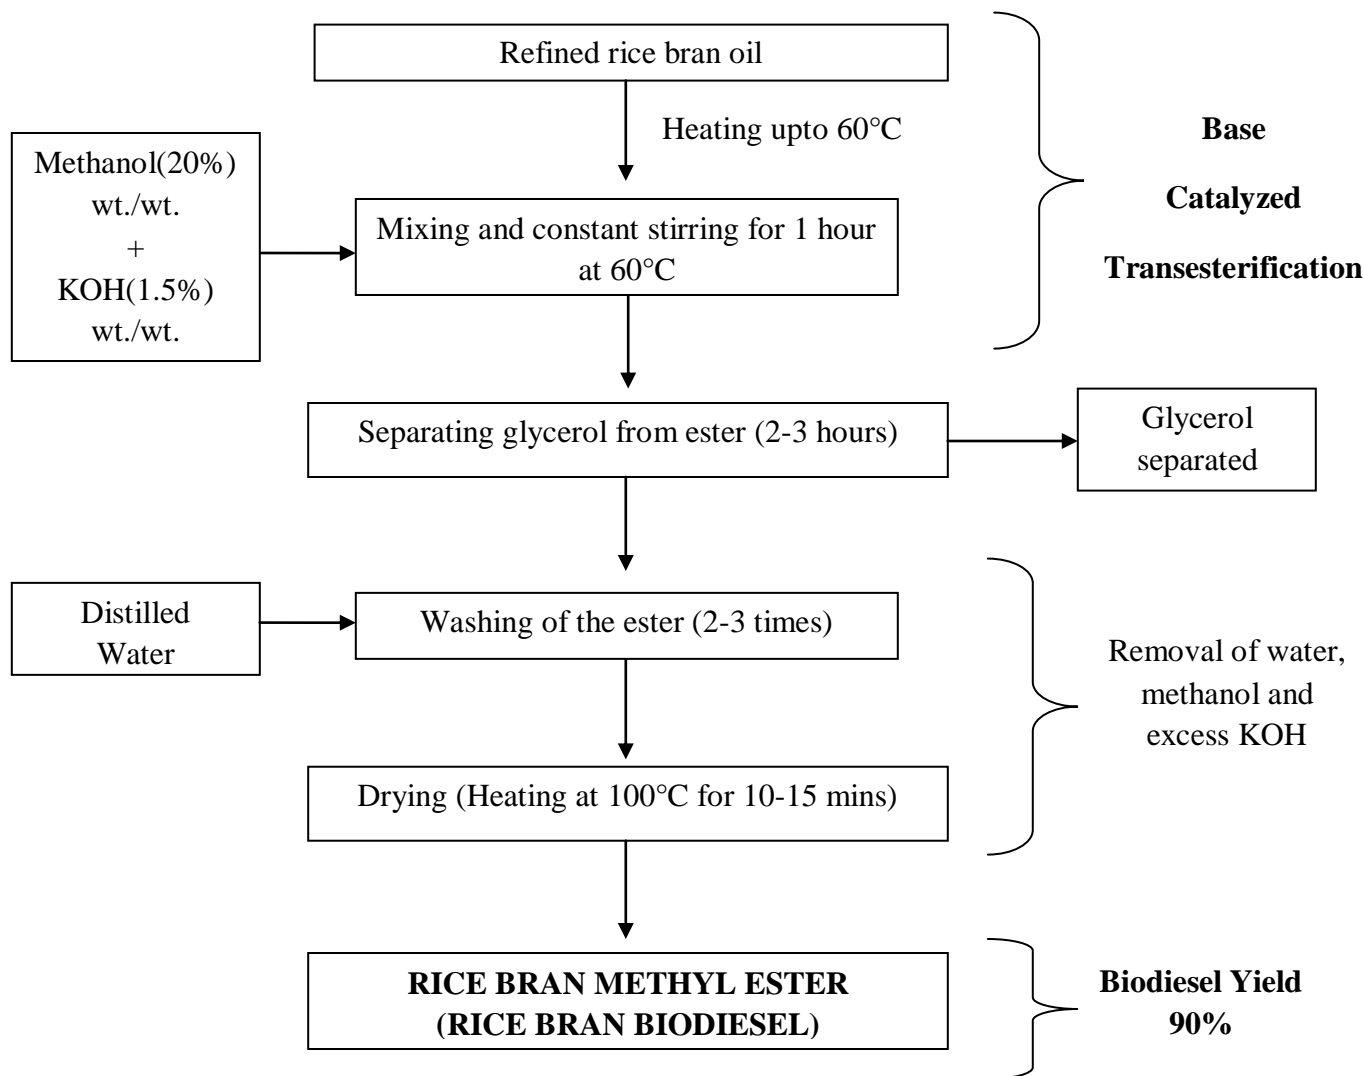 Refined rice bran oil
Heating upto 60°C
Base
Catalyzed
Transesterification
Methanol(20%)
wt./wt.
+
KOH(1.5%)
wt./wt.
Mixing and constant stirring for 1 hour
at 60°C
Separating glycerol from ester (2-3 hours)
Glycerol
separated
Distilled
Water
Washing of the ester (2-3 times)
Removal of water,
methanol and
excess KOH
Drying (Heating at 100°C for 10-15 mins)
RICE BRAN METHYL ESTER
(RICE BRAN BIODIESEL)
Biodiesel Yield
90%